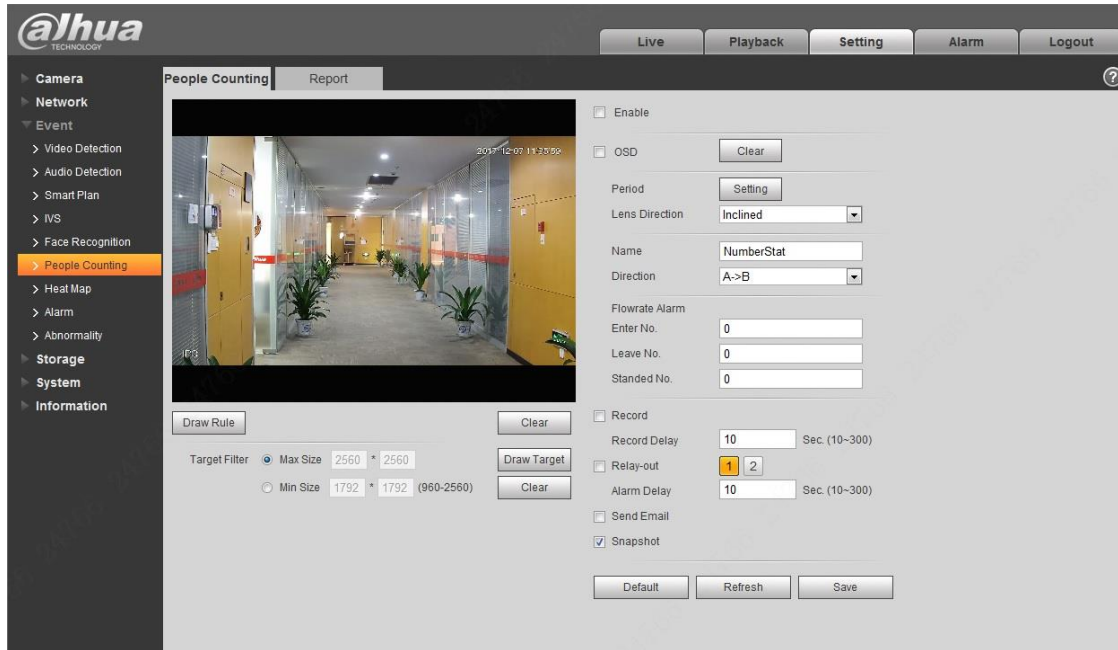 alhua
TECHNOLOGY
Live Playback Setting Alarm Logout
Camera
Network
Event
Video Detection
Audio Detection
Smart Plan
IVS
Face Recognition
People Counting
Heat Map
Alarm
Abnormality
Storage
System
Information
People Counting Report
?
2017-12-07 11:35:59
IPC
Draw Rule Clear
Target Filter Max Size 2560 * 2560 Draw Target
Min Size 1792 * 1792 (960-2560) Clear
Enable
OSD Clear
Period Setting
Lens Direction Inclined
Name NumberStat
Direction A->B
Flowrate Alarm
Enter No. 0
Leave No. 0
Standed No. 0
Record
Record Delay 10 Sec. (10~300)
Relay-out 1 2
Alarm Delay 10 Sec. (10~300)
Send Email
Snapshot
Default Refresh Save